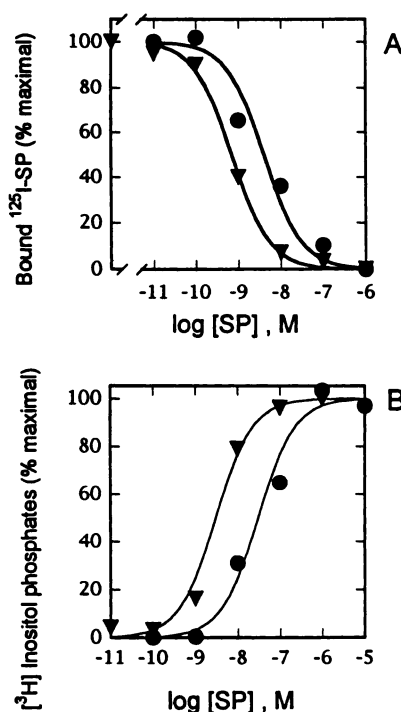 A
Bound ¹²⁵I-SP (% maximal)
100
80
60
40
20
0
-11 -10 -9 -8 -7 -6
log [SP] , M
B
[³H] Inositol phosphates (% maximal)
100
80
60
40
20
0
-11 -10 -9 -8 -7 -6 -5
log [SP] , M